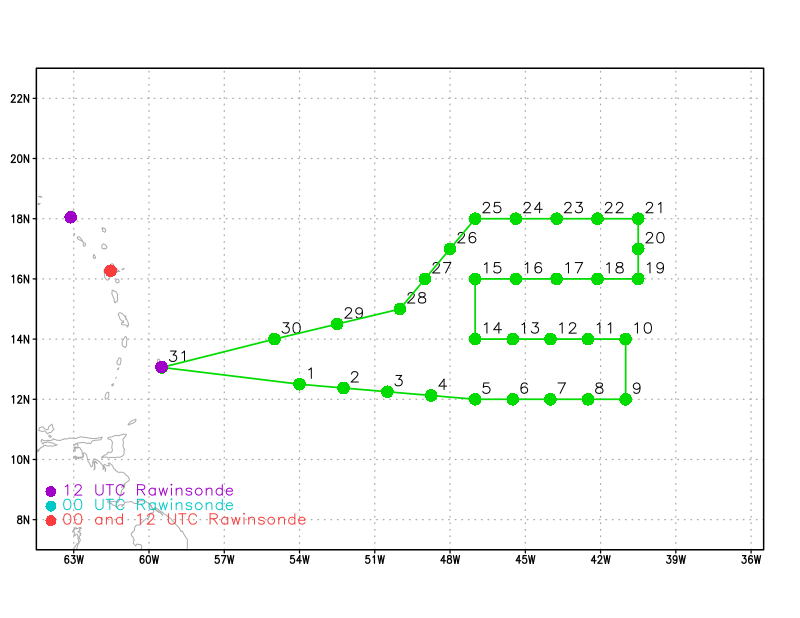 22N
20N
18N
25 24 23 22 21
26 20
16N
27 15 16 17 18 19
28
29
14N
30 14 13 12 11 10
31
1 2 3 4 5 6 7 8 9
12N
10N
12 UTC Rawinsonde
00 UTC Rawinsonde
00 and 12 UTC Rawinsonde
8N
63W 60W 57W 54W 51W 48W 45W 42W 39W 36W